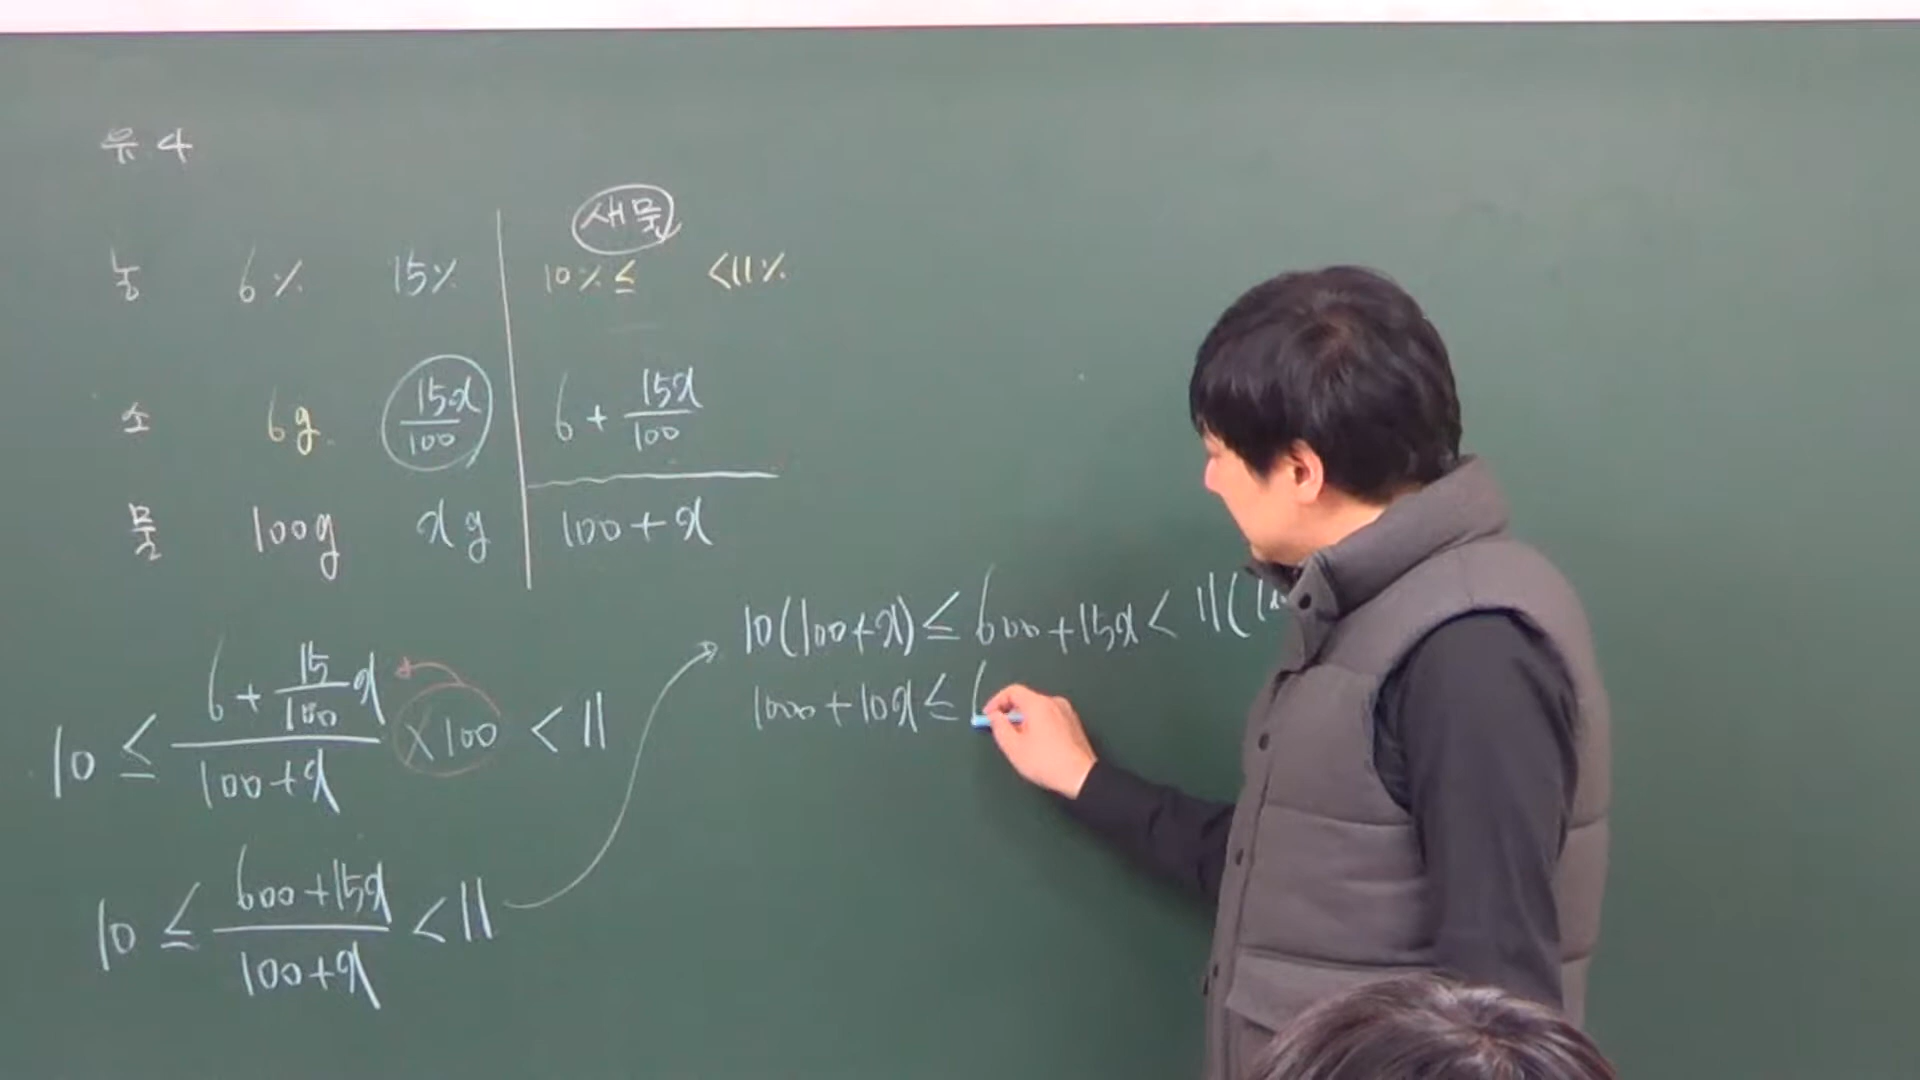 유 4
새물
농 6% 15% 10% ≤ <11%
소 6g 15x/100 6 + 15x/100
물 100g xg 100+x
10 ≤ (6 + 15/100 x)/(100+x) ×100 < 11
10 ≤ (600+15x)/(100+x) < 11
10(100+x) ≤ 600+15x < 11(1
1000+10x ≤ 6